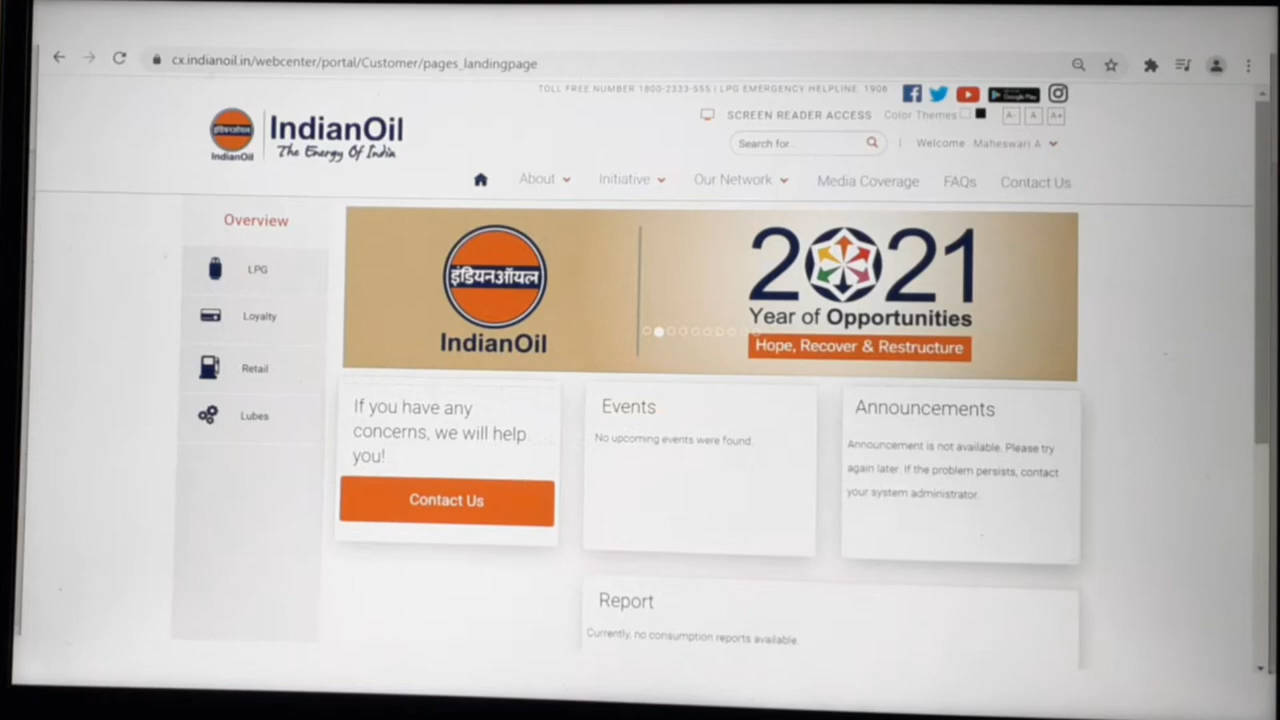 cx.indianoil.in/webcenter/portal/Customer/pages_landingpage
TOLL FREE NUMBER 1800-2333-555 | LPG EMERGENCY HELPLINE: 1906
Google Play
SCREEN READER ACCESS Color Themes A- A A+
इंडियनऑयल
IndianOil
IndianOil
The Energy Of India
Search for
Welcome Maheswari A
About Initiative Our Network Media Coverage FAQs Contact Us
Overview
LPG
Loyalty
Retail
Lubes
इंडियनऑयल
IndianOil
2021
Year of Opportunities
Hope, Recover & Restructure
If you have any
concerns, we will help
you!
Contact Us
Events
No upcoming events were found.
Announcements
Announcement is not available. Please try
again later. If the problem persists, contact
your system administrator.
Report
Currently, no consumption reports available.